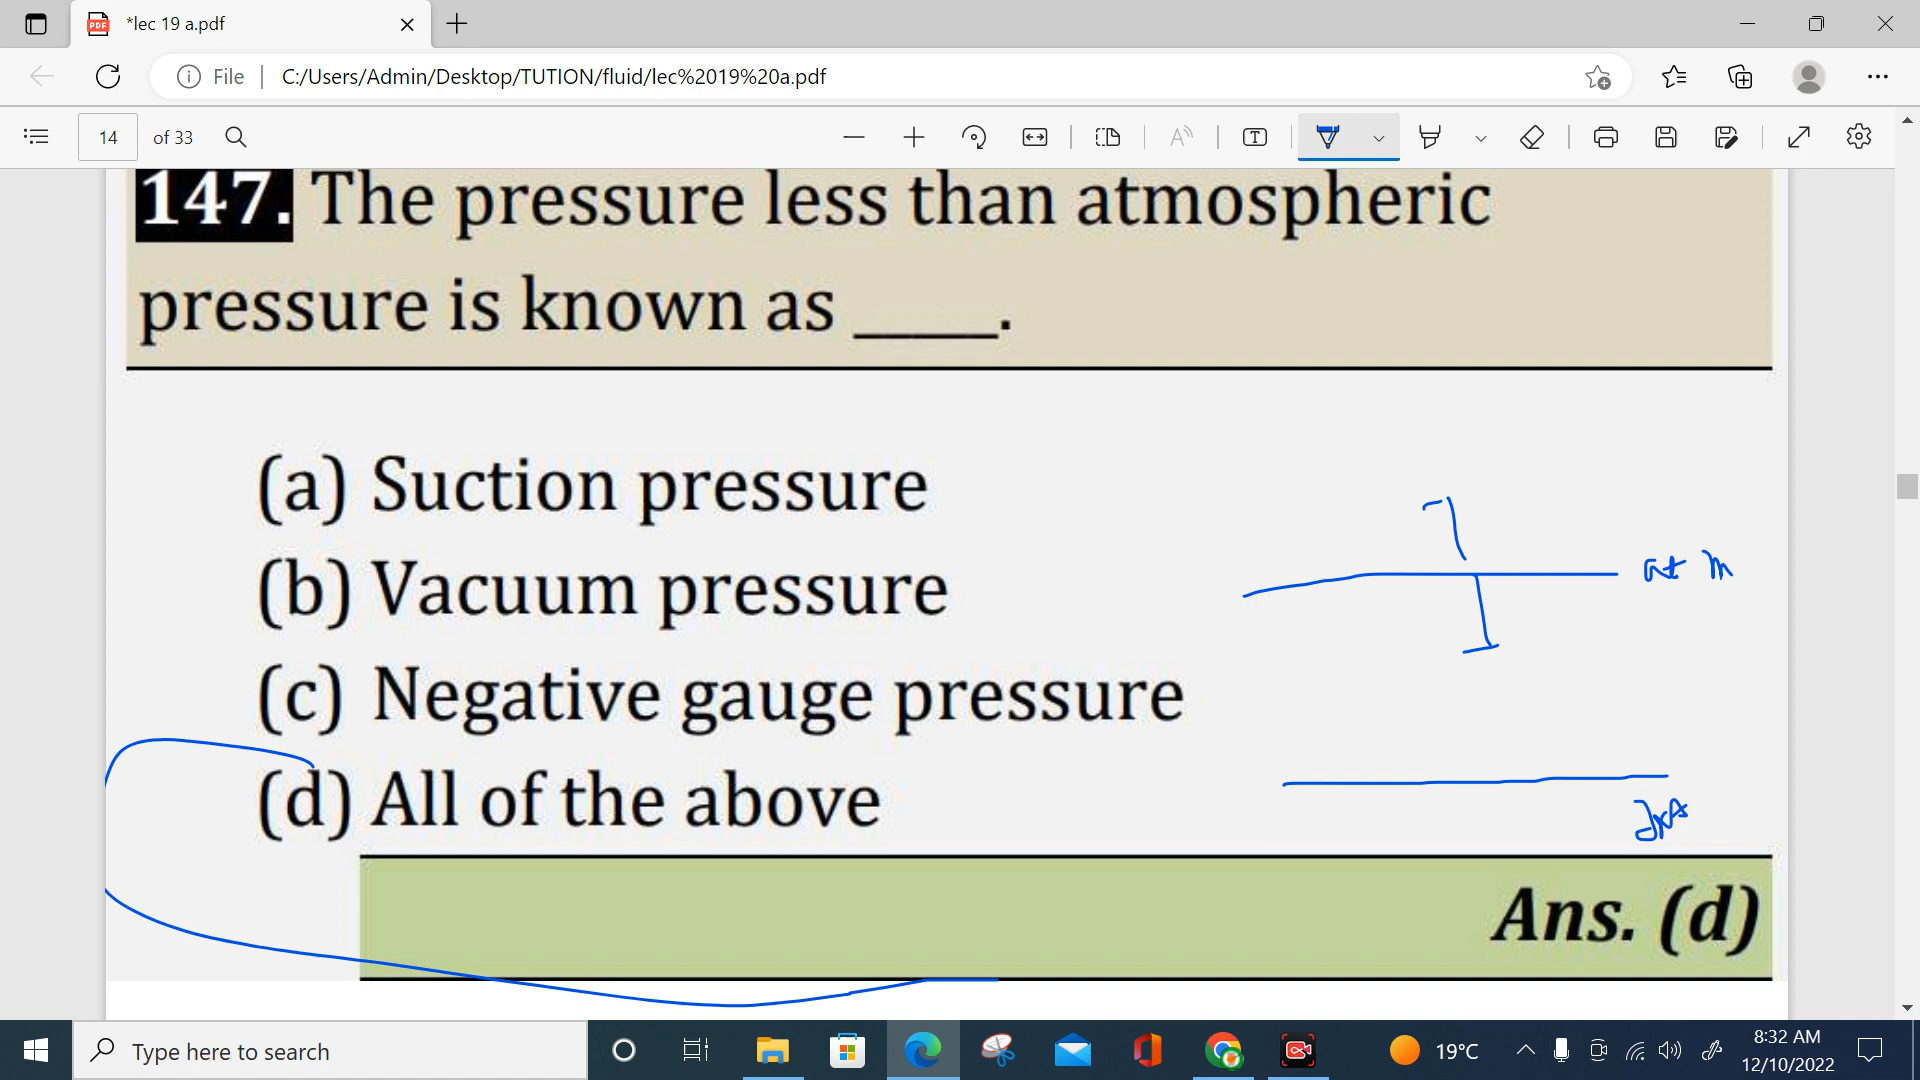 *lec 19 a.pdf
File | C:/Users/Admin/Desktop/TUTION/fluid/lec%2019%20a.pdf
14 of 33
147. The pressure less than atmospheric
pressure is known as _____.
(a) Suction pressure
(b) Vacuum pressure
(c) Negative gauge pressure
(d) All of the above
at m
Ans. (d)
Type here to search
19°C
8:32 AM
12/10/2022